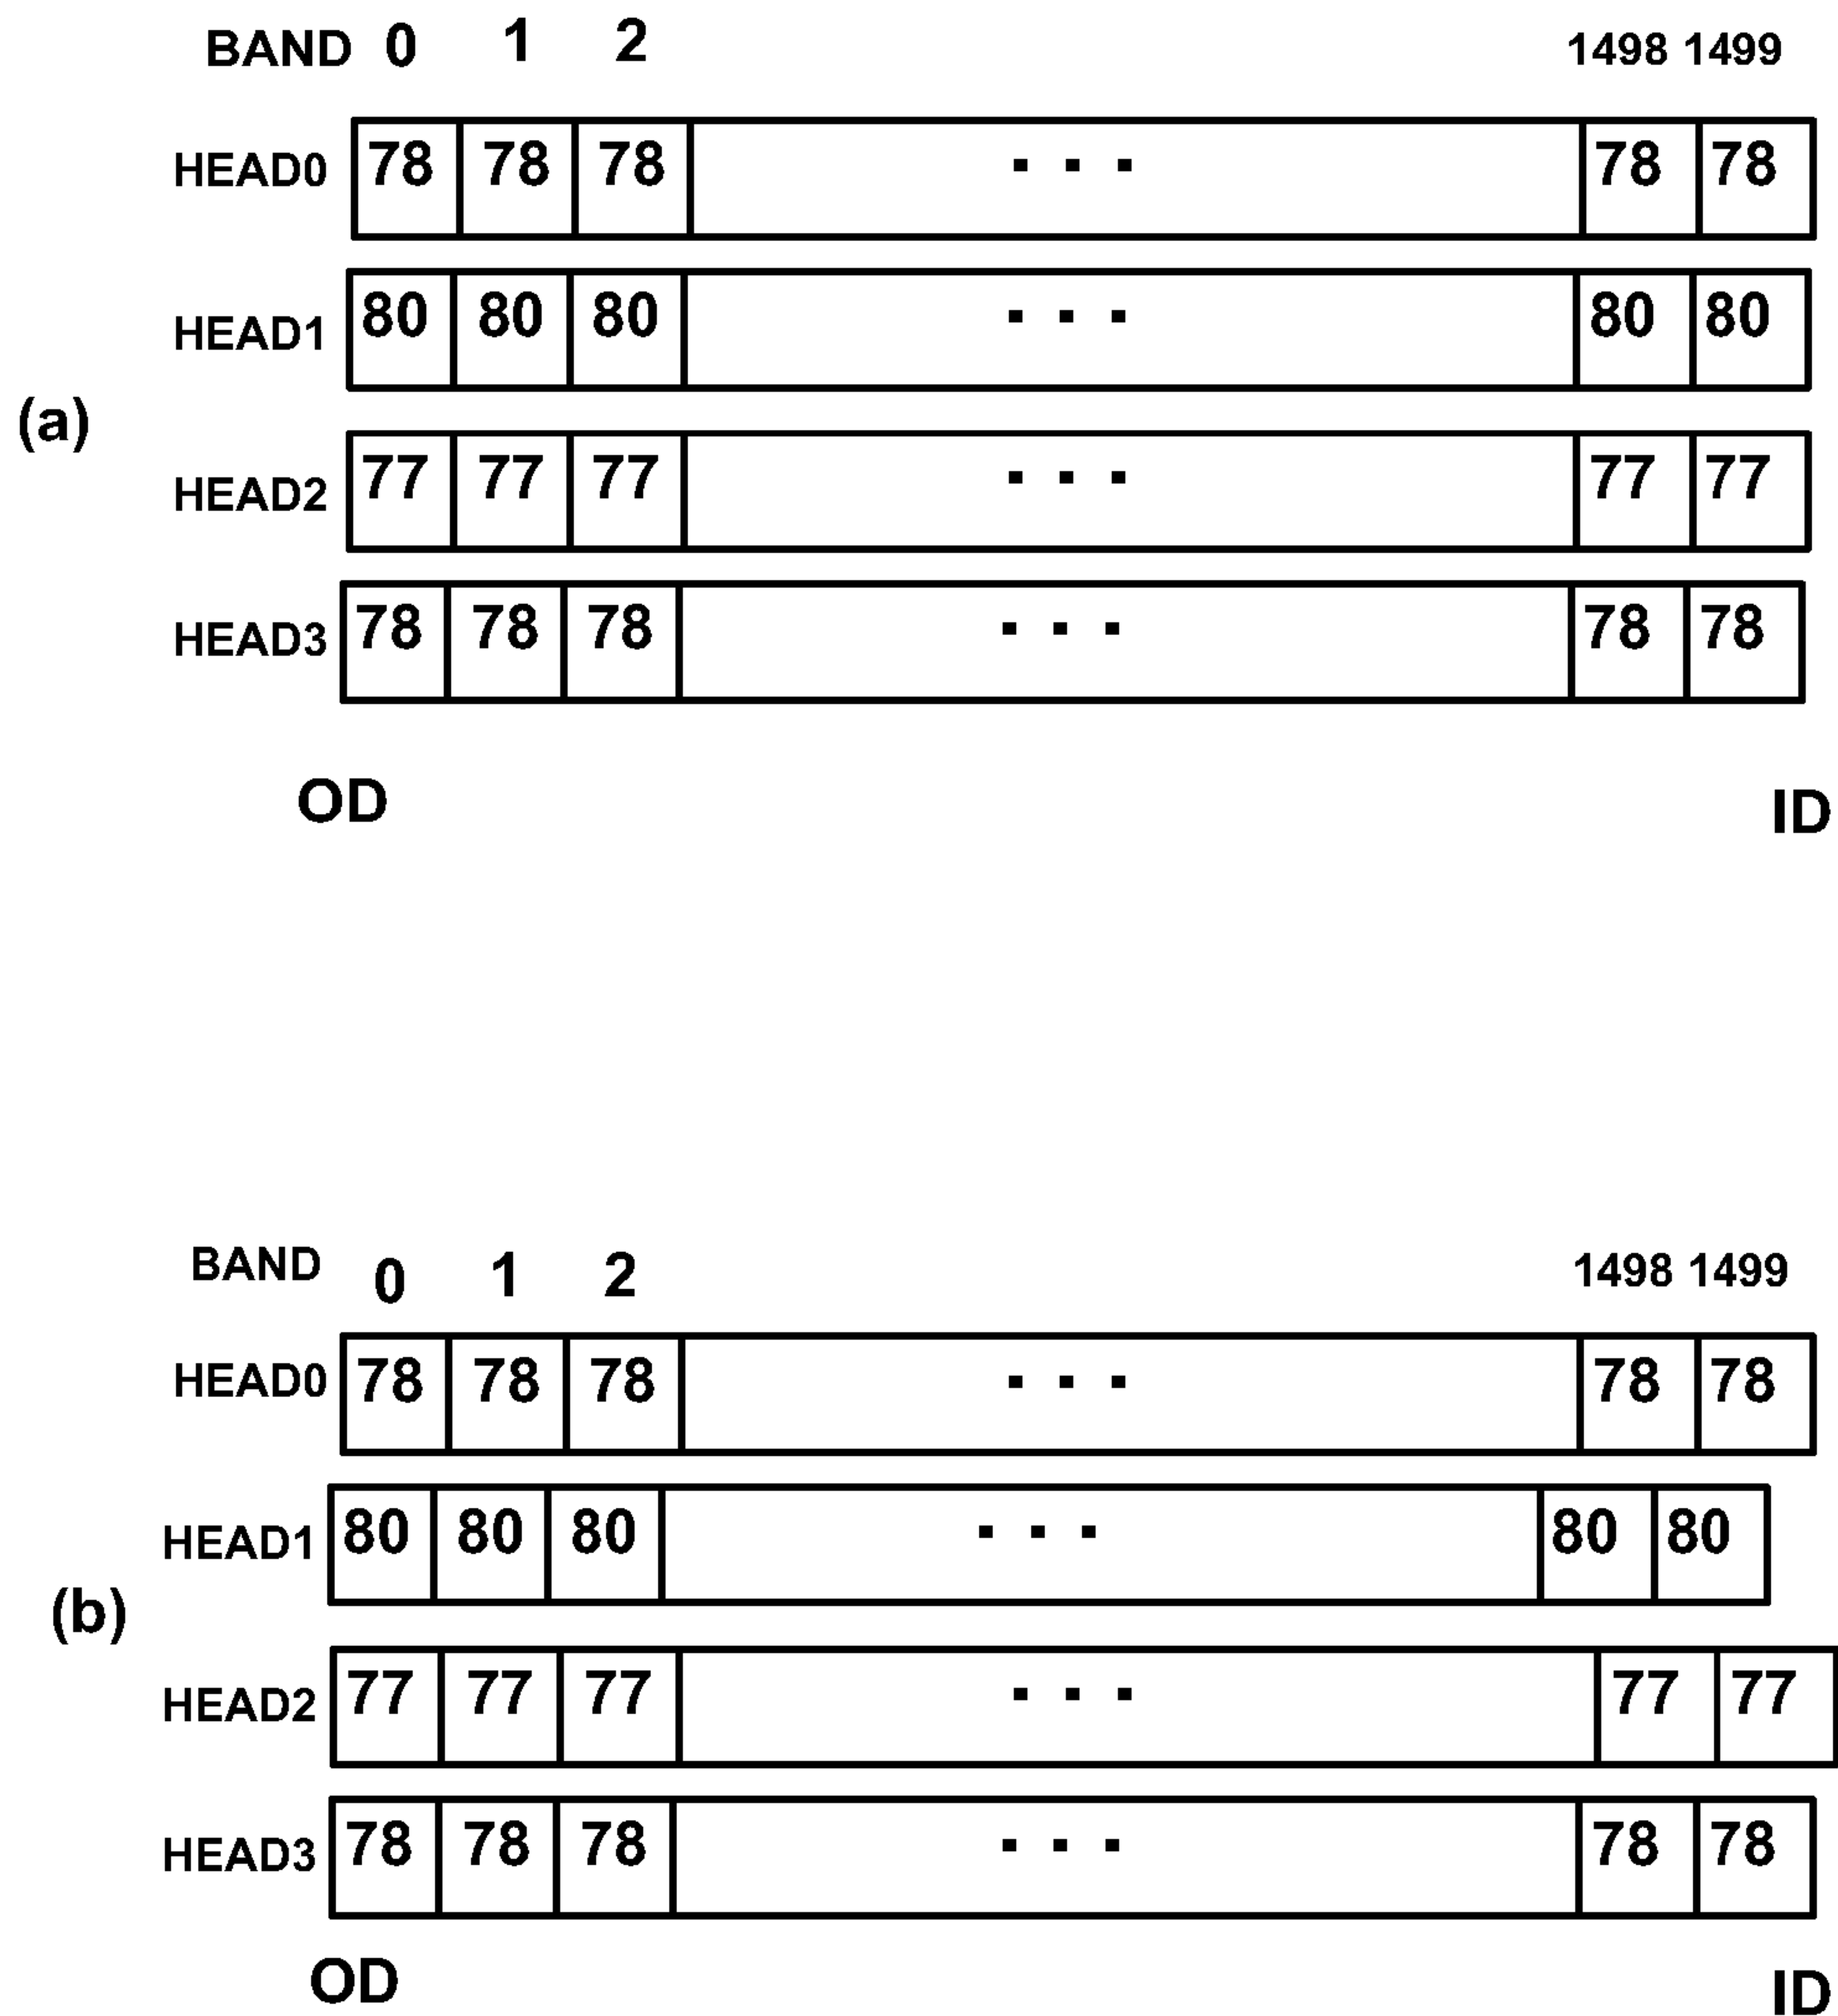 BAND 0 1 2 1498 1499
HEAD0 78 78 78 ... 78 78
HEAD1 80 80 80 ... 80 80
(a)
HEAD2 77 77 77 ... 77 77
HEAD3 78 78 78 ... 78 78
OD ID
BAND 0 1 2 1498 1499
HEAD0 78 78 78 ... 78 78
HEAD1 80 80 80 ... 80 80
(b)
HEAD2 77 77 77 ... 77 77
HEAD3 78 78 78 ... 78 78
OD ID